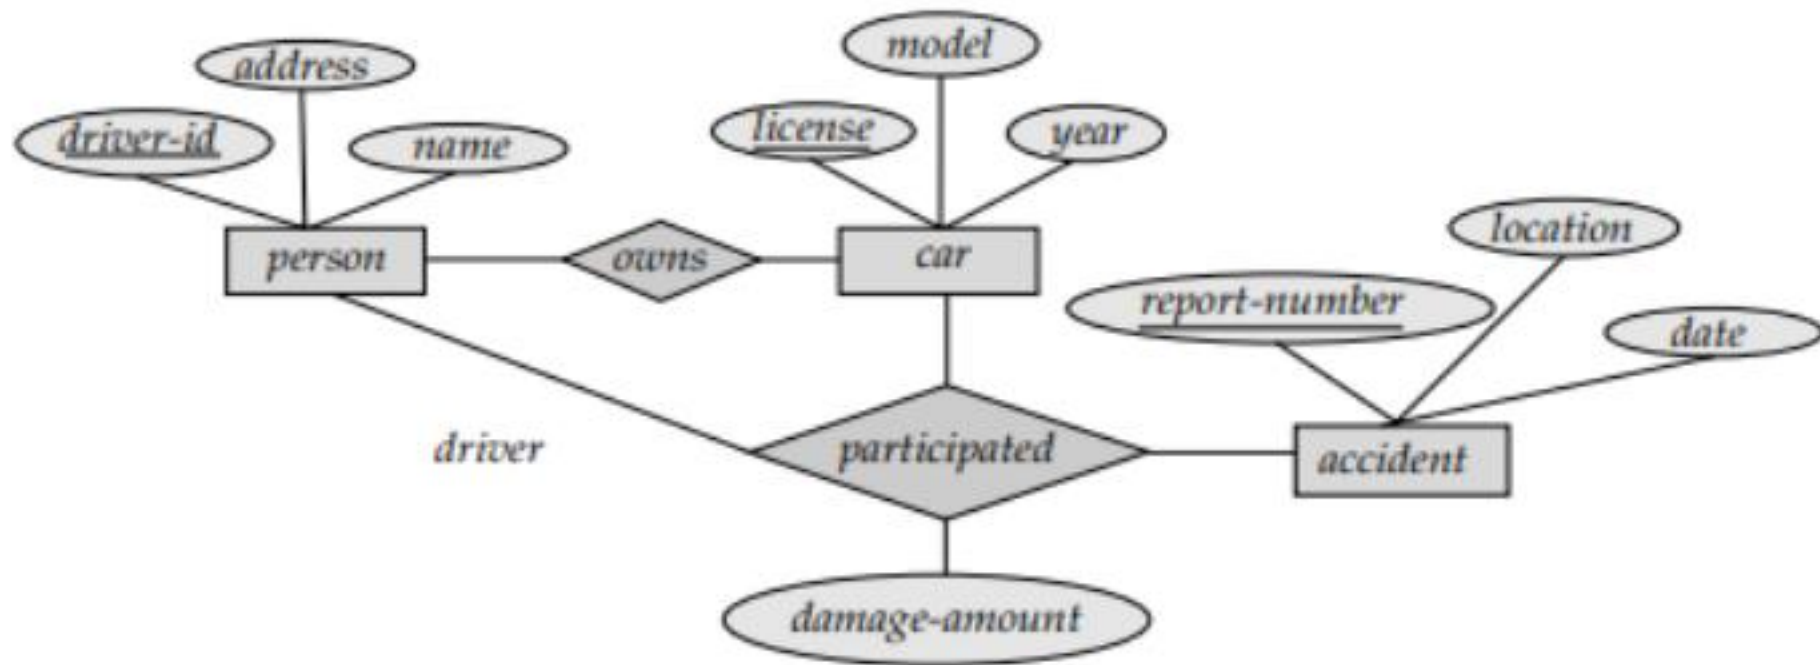 model
address
driver-id
name
license
year
location
person
owns
car
report-number
date
driver
participated
accident
damage-amount